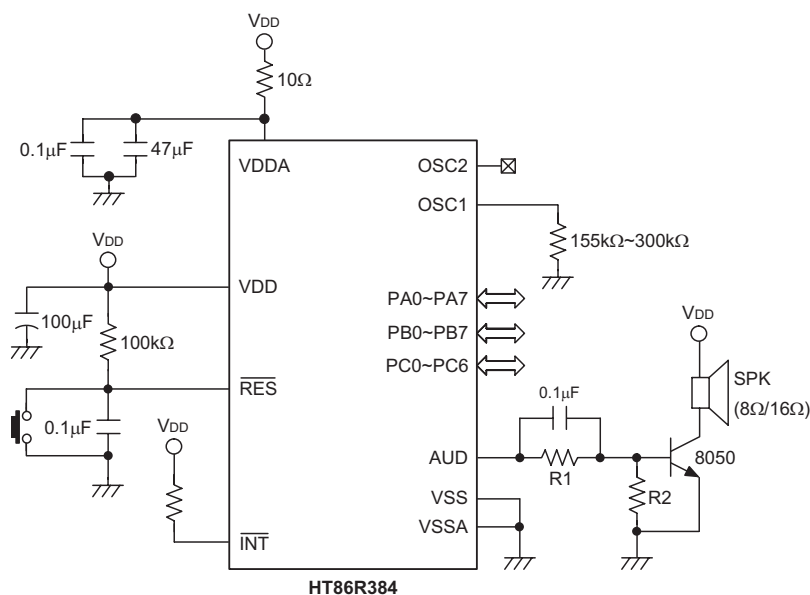 VDD
10Ω
0.1μF
47μF
VDDA
OSC2
OSC1
155kΩ~300kΩ
VDD
VDD
100μF
100kΩ
PA0~PA7
PB0~PB7
PC0~PC6
VDD
SPK
(8Ω/16Ω)
RES
0.1μF
VDD
0.1μF
AUD
R1
8050
R2
VSS
VSSA
INT
HT86R384